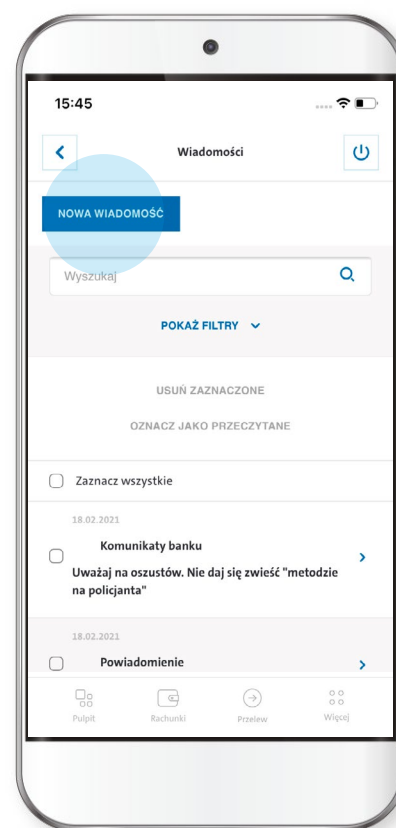 15:45
Wiadomości
NOWA WIADOMOŚĆ
Wyszukaj
POKAŻ FILTRY
USUŃ ZAZNACZONE
OZNACZ JAKO PRZECZYTANE
Zaznacz wszystkie
18.02.2021
Komunikaty banku
Uważaj na oszustów. Nie daj się zwieść "metodzie
na policjanta"
18.02.2021
Powiadomienie
Pulpit Rachunki Przelew Więcej